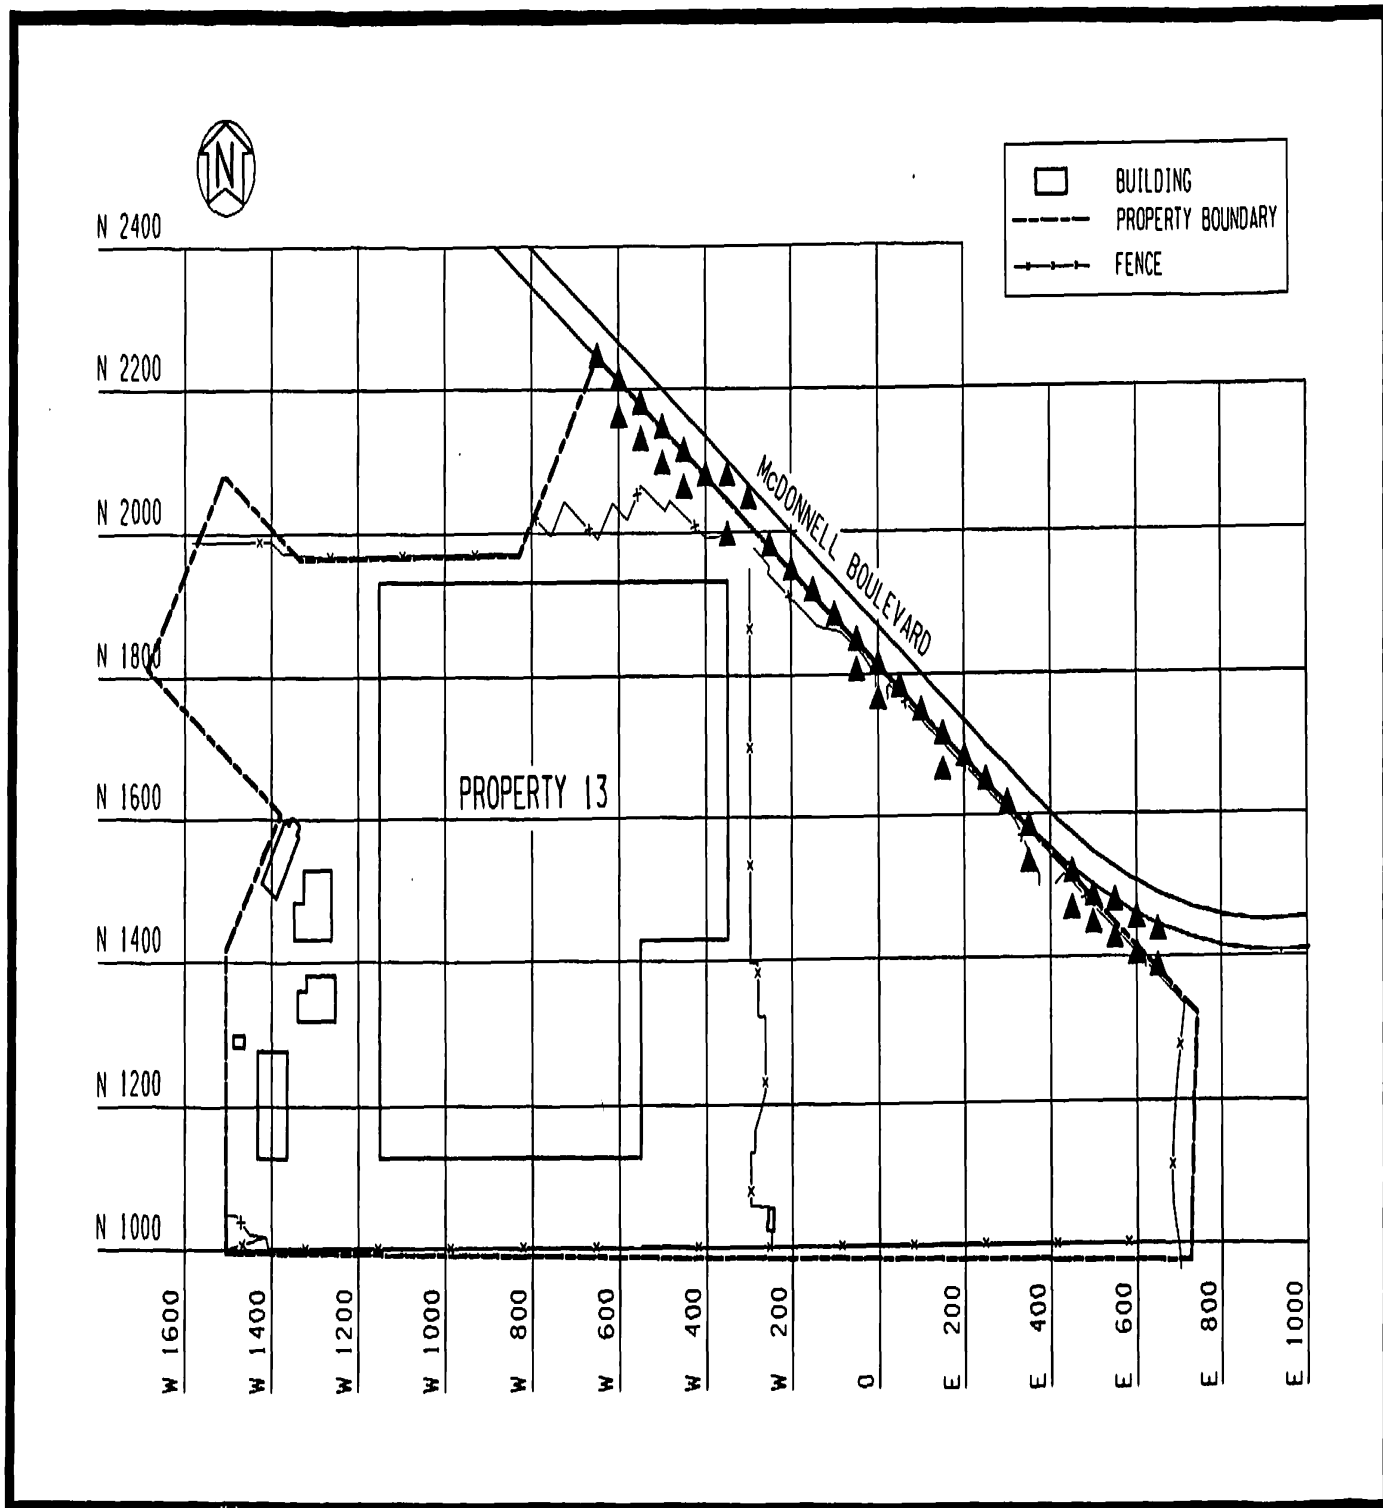 N
BUILDING
PROPERTY BOUNDARY
FENCE
N 2400
N 2200
McDONNELL BOULEVARD
N 2000
N 1800
PROPERTY 13
N 1600
N 1400
N 1200
N 1000
W 1600
W 1400
W 1200
W 1000
W 800
W 600
W 400
W 200
0
E 200
E 400
E 600
E 800
E 1000